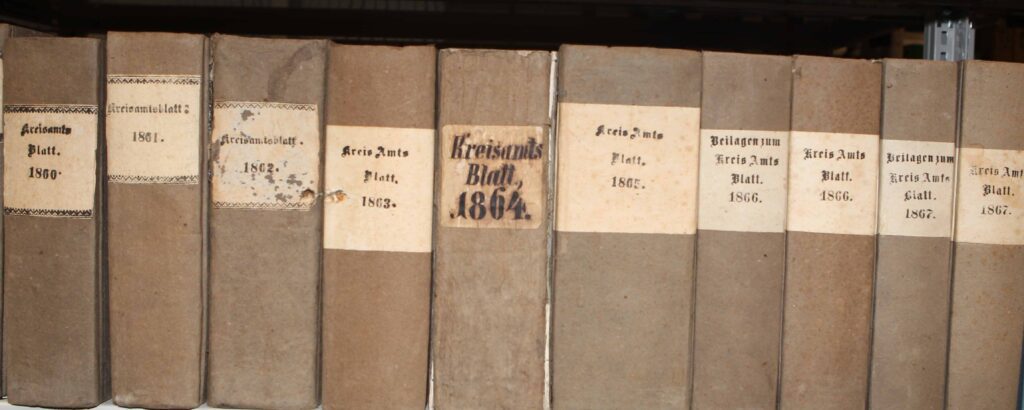 Kreisamts
Blatt.
1860.
Kreisamtsblatt:
1861.
Kreisamtsblatt.
1862.
Kreis Amts
Blatt.
1863.
Kreisamts
Blatt,
1864.
Kreis Amts
Blatt.
1865.
Beilagen zum
Kreis Amts
Blatt.
1866.
Kreis Amts
Blatt.
1866.
Beilagen zum
Kreis Amts
Blatt.
1867.
Kreis Amt
Blatt.
1867.